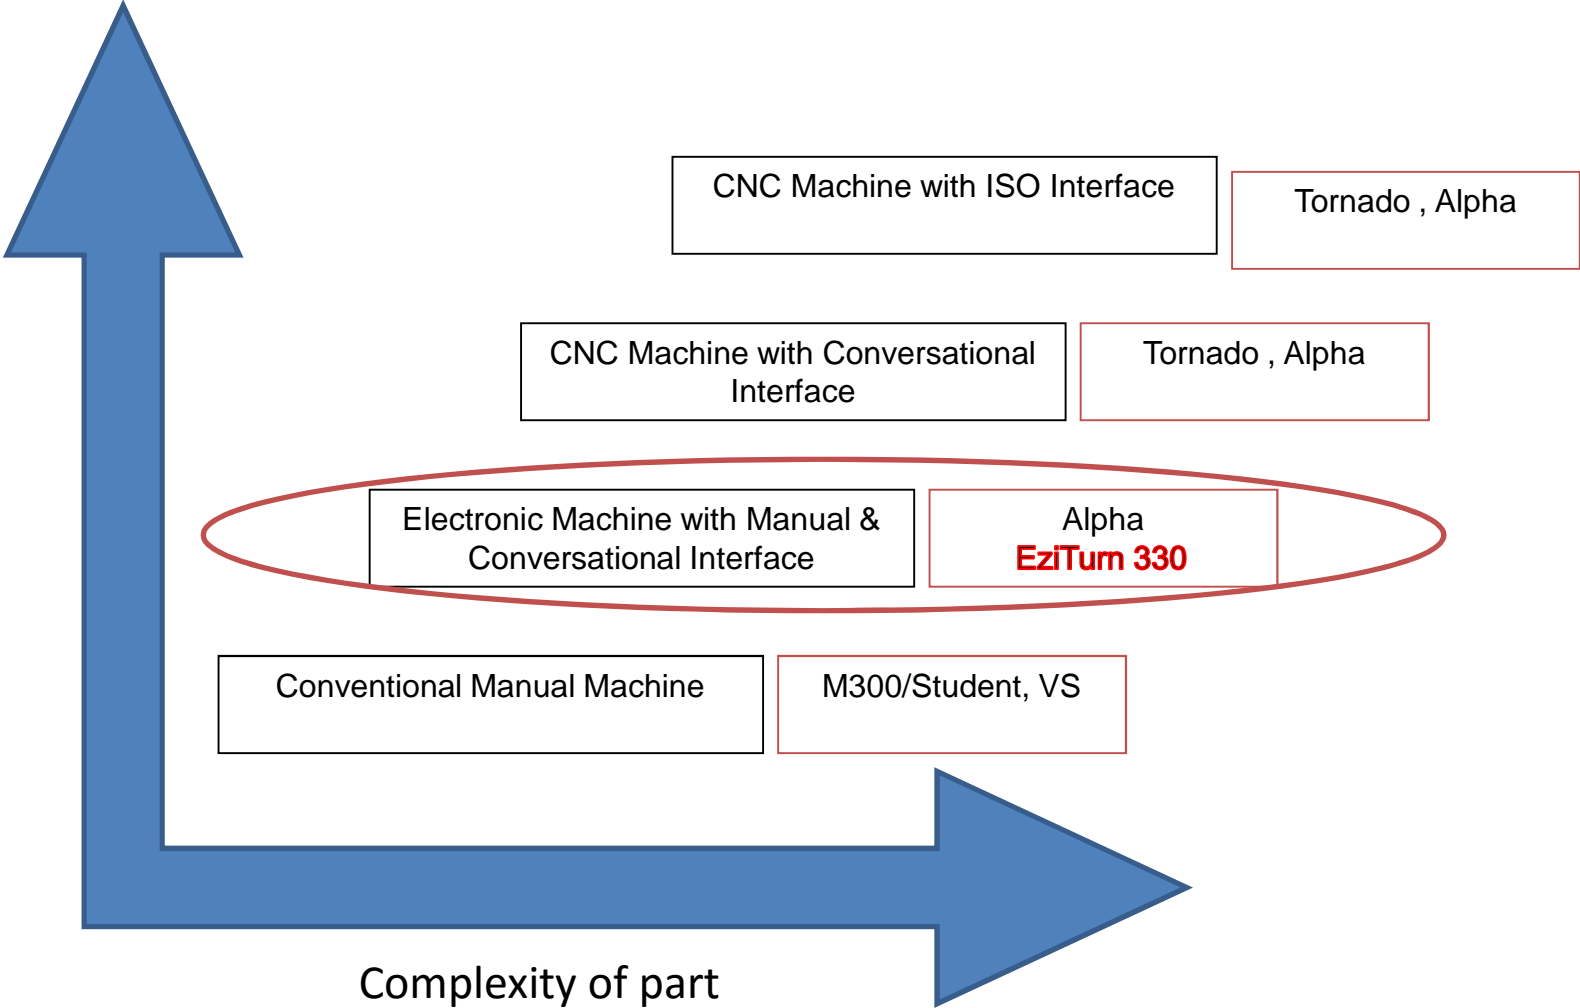 CNC Machine with ISO Interface
Tornado , Alpha
CNC Machine with Conversational
Interface
Tornado , Alpha
Electronic Machine with Manual &
Conversational Interface
Alpha
EziTurn 330
Conventional Manual Machine
M300/Student, VS
Complexity of part